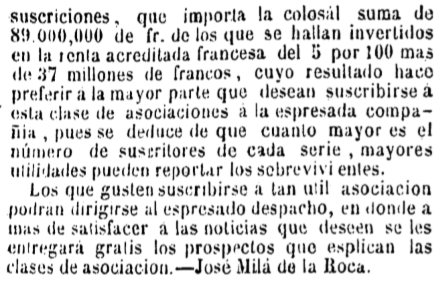 suscriciones, que importa la colosál suma de
89.000,000 de fr. de los que se hallan invertidos
en la renta acreditada francesa del 5 por 100 mas
de 37 millones de francos, cuyo resultado hace
preferir á la mayor parte que desean suscribirse á
esta clase de asociaciones á la espresada compa-
ñia, pues se deduce de que cuanto mayor es el
número de suscritores de cada serie, mayores
utilidades pueden reportar los sobrevivi entes.
Los que gusten suscribirse á tan util asociacion
podran dirigirse al espresado despacho, en donde a
mas de satisfacer á las noticias que deseen se les
entregará gratis los prospectos que esplican las
clases de asociacion.—José Milá de la Roca.